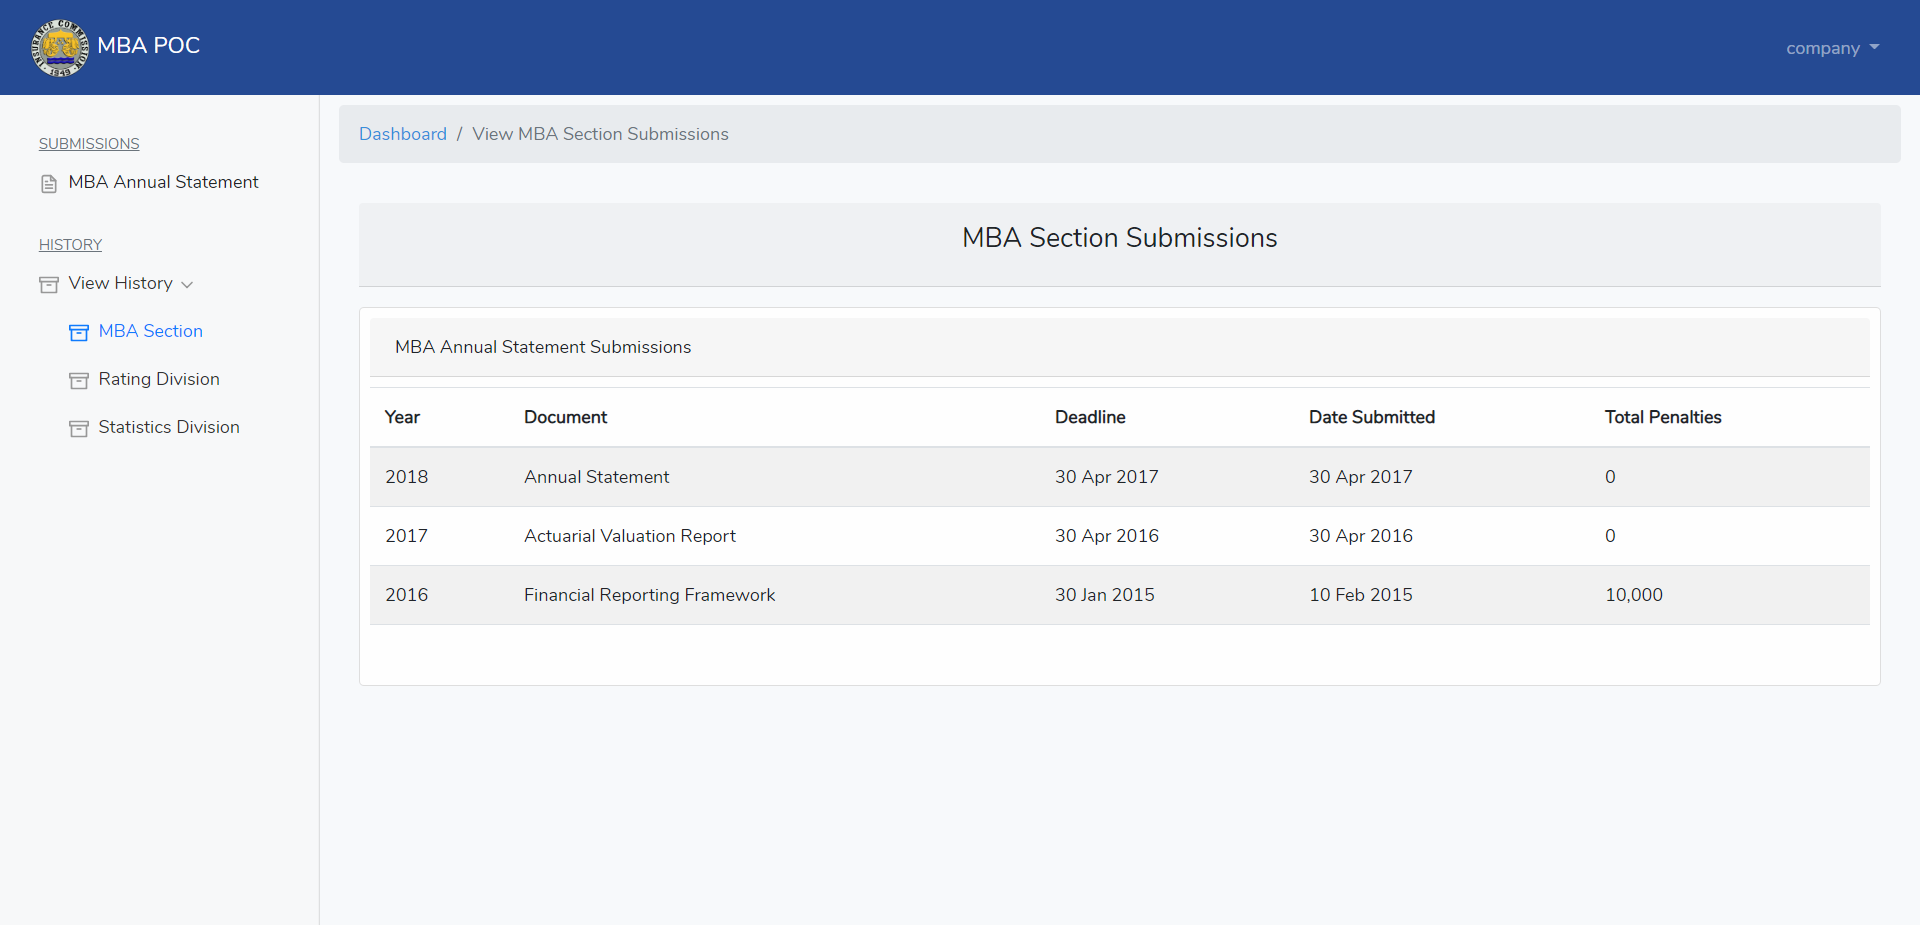 INSURANCE COMMISSION
1949
MBA POC
company
SUBMISSIONS
MBA Annual Statement
HISTORY
View History
MBA Section
Rating Division
Statistics Division
Dashboard / View MBA Section Submissions
MBA Section Submissions
MBA Annual Statement Submissions
Year Document Deadline Date Submitted Total Penalties
2018 Annual Statement 30 Apr 2017 30 Apr 2017 0
2017 Actuarial Valuation Report 30 Apr 2016 30 Apr 2016 0
2016 Financial Reporting Framework 30 Jan 2015 10 Feb 2015 10,000